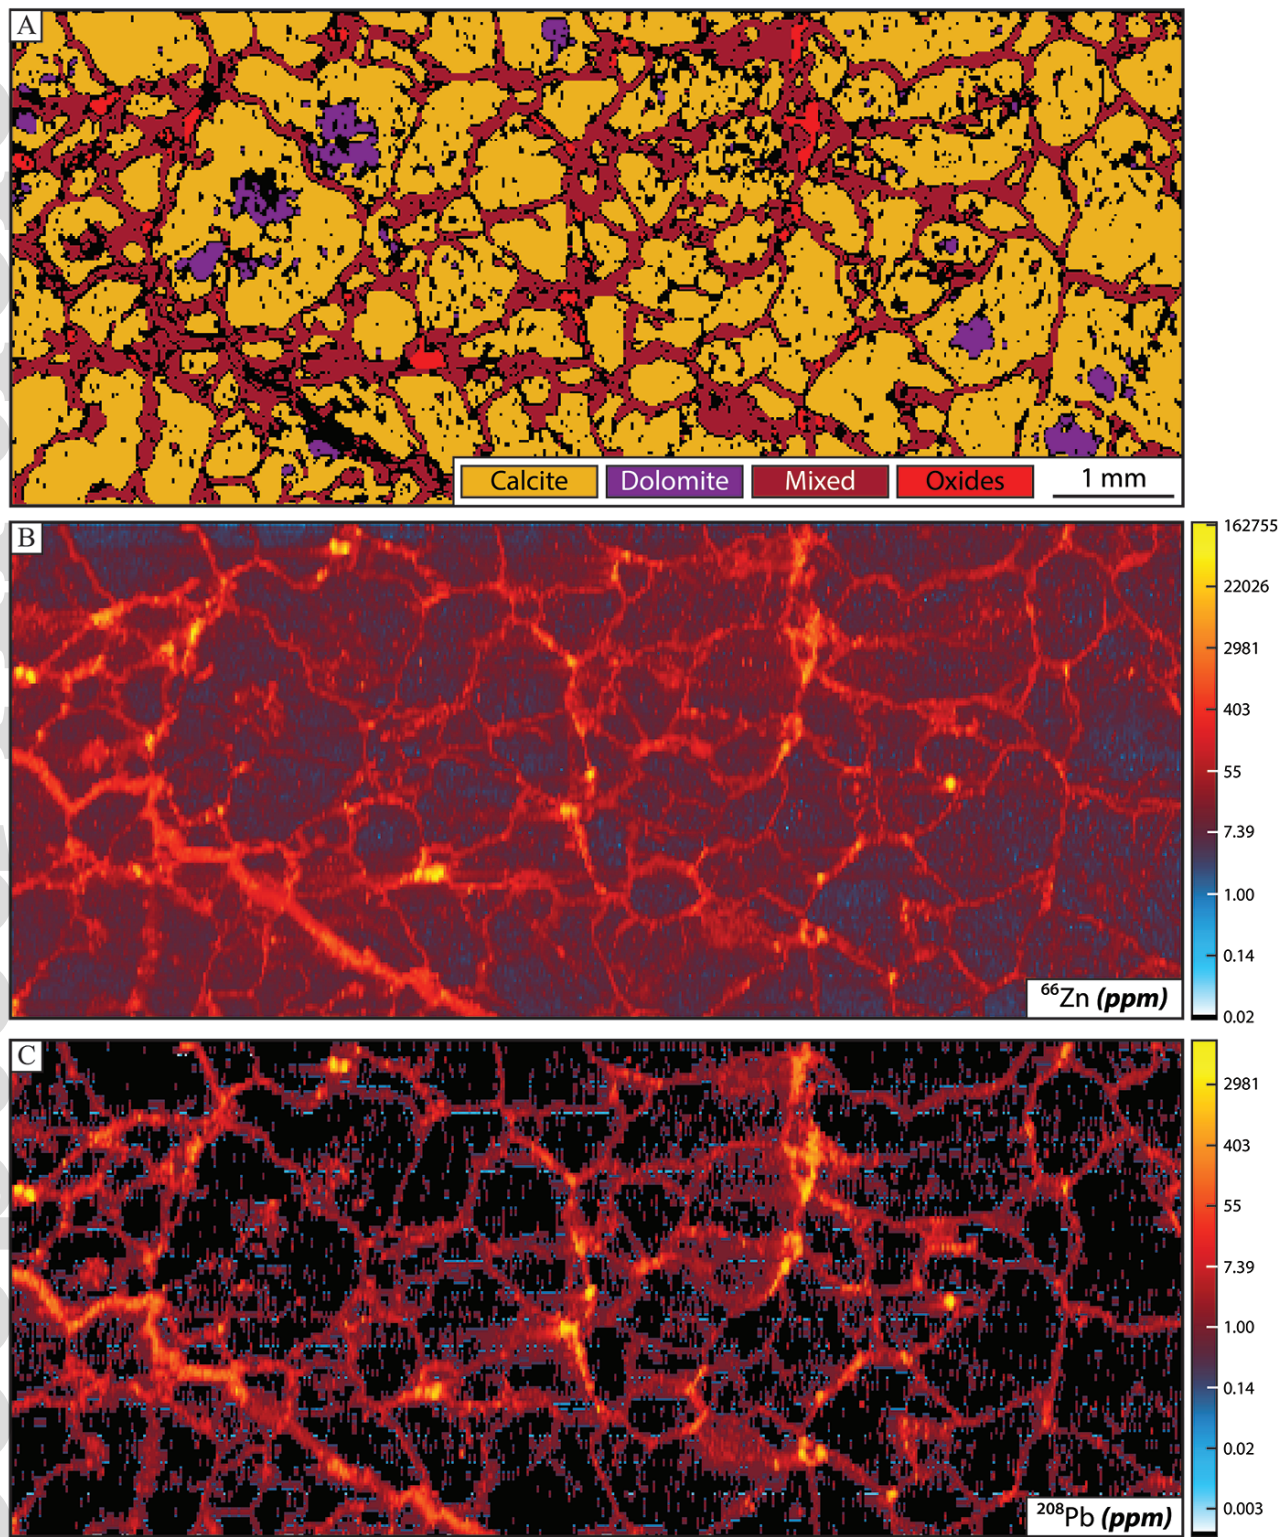 A
Calcite Dolomite Mixed Oxides 1 mm
B
162755
22026
2981
403
55
7.39
1.00
0.14
0.02
⁶⁶Zn (ppm)
C
2981
403
55
7.39
1.00
0.14
0.02
0.003
²⁰⁸Pb (ppm)